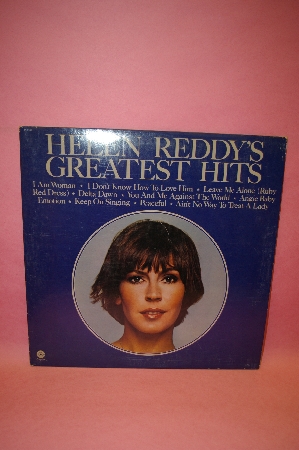 HELEN REDDY'S
GREATEST HITS
I Am Woman • I Don't Know How To Love Him • Leave Me Alone (Ruby
Red Dress) • Delta Dawn • You And Me Against The World • Angie Baby
Emotion • Keep On Singing • Peaceful • Ain't No Way To Treat A Lady